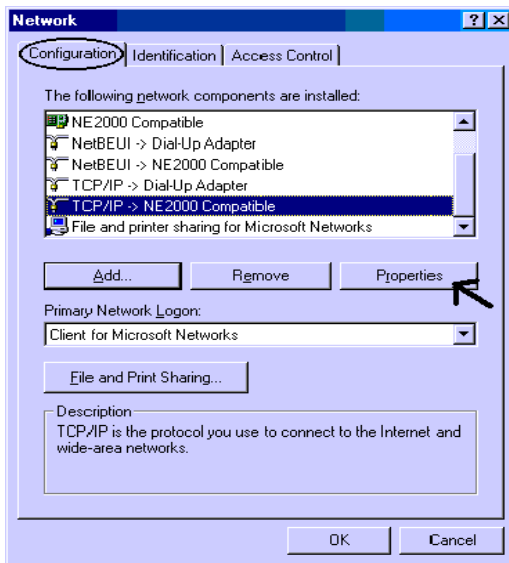 Network
Configuration Identification Access Control
The following network components are installed:
NE2000 Compatible
NetBEUI -> Dial-Up Adapter
NetBEUI -> NE2000 Compatible
TCP/IP -> Dial-Up Adapter
TCP/IP -> NE2000 Compatible
File and printer sharing for Microsoft Networks
Add... Remove Properties
Primary Network Logon:
Client for Microsoft Networks
File and Print Sharing...
Description
TCP/IP is the protocol you use to connect to the Internet and
wide-area networks.
OK Cancel